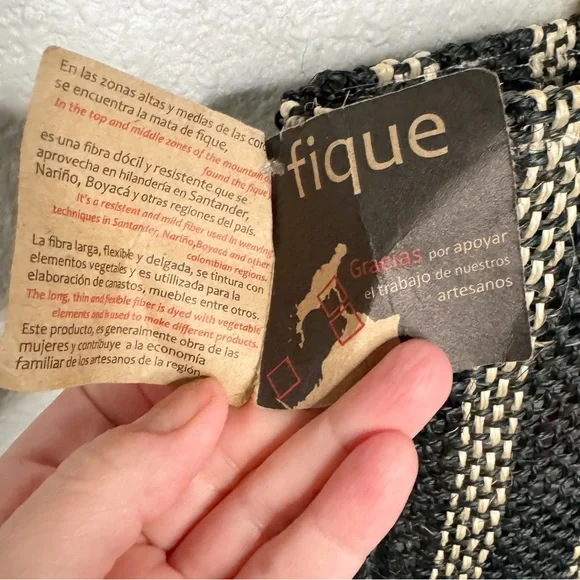 En las zonas altas y medias de las cor
se encuentra la mata de fique,
In the top and middle zones of the mountain
found the fique
es una fibra dócil y resistente que se
aprovecha en hilandería en Santander,
Nariño, Boyacá y otras regiones del país.
It's a resistent and mild fiber used in weaving
techniques in Santander, Nariño,Boyacá and other
colombian regions.
La fibra larga, flexible y delgada, se tintura con
elementos vegetales y es utilizada para la
elaboración de canastos, muebles entre otros.
The long, thin and flexible fiber is dyed with vegetable
elements and is used to make different products.
Este producto, es generalmente obra de las
mujeres y contribuye a la economía
familiar de los artesanos de la región
fique
Gracias por apoyar
el trabajo de nuestros
artesanos